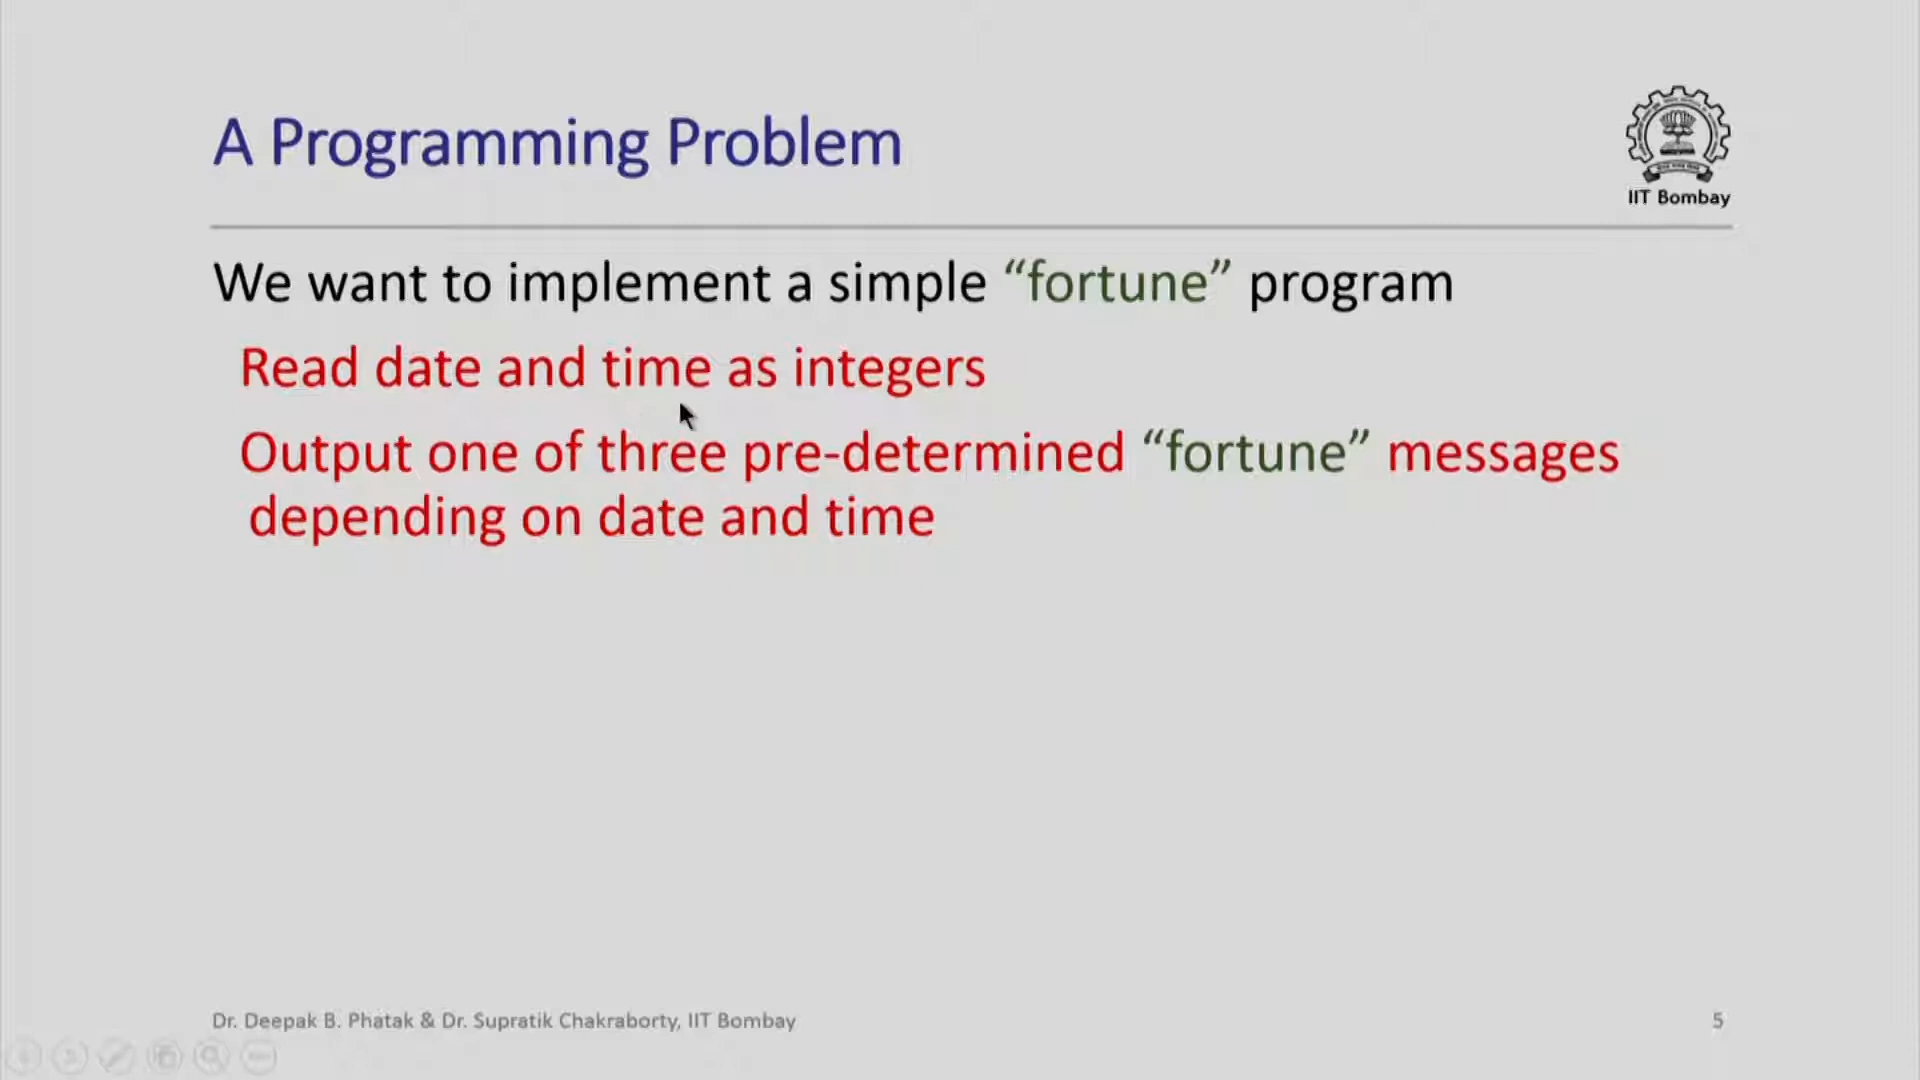 A Programming Problem
IIT Bombay
We want to implement a simple “fortune” program
Read date and time as integers
Output one of three pre-determined “fortune” messages
depending on date and time
Dr. Deepak B. Phatak & Dr. Supratik Chakraborty, IIT Bombay
5